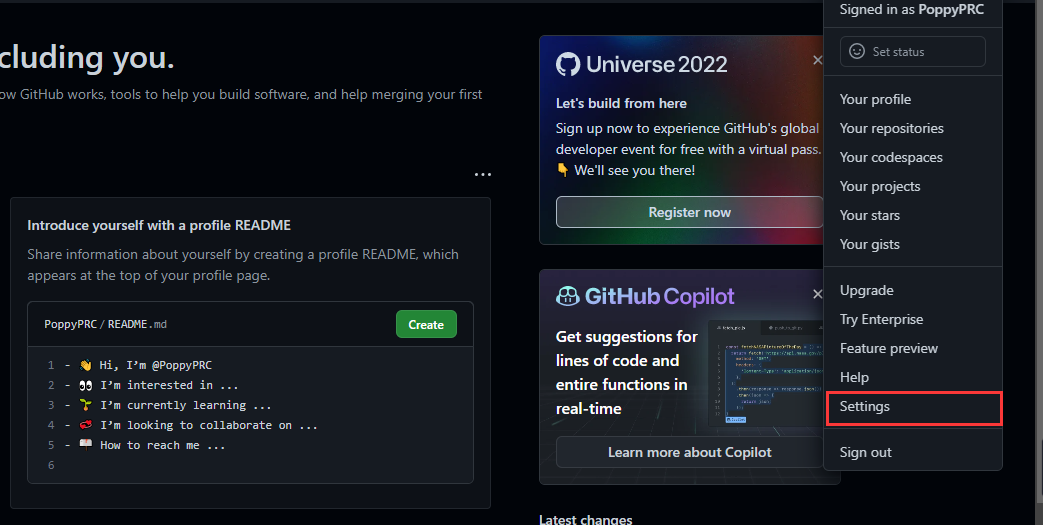 cluding you.
ow GitHub works, tools to help you build software, and help merging your first
Introduce yourself with a profile README
Share information about yourself by creating a profile README, which
appears at the top of your profile page.
PoppyPRC / README.md
Create
1 - 👋 Hi, I’m @PoppyPRC
2 - 👀 I’m interested in ...
3 - 🌱 I’m currently learning ...
4 - 💞️ I’m looking to collaborate on ...
5 - 📖 How to reach me ...
6
Universe 2022
Let's build from here
Sign up now to experience GitHub's global
developer event for free with a virtual pass.
👇 We'll see you there!
Register now
GitHub Copilot
Get suggestions for
lines of code and
entire functions in
real-time
Learn more about Copilot
Latest changes
Signed in as PoppyPRC
Set status
Your profile
Your repositories
Your codespaces
Your projects
Your stars
Your gists
Upgrade
Try Enterprise
Feature preview
Help
Settings
Sign out